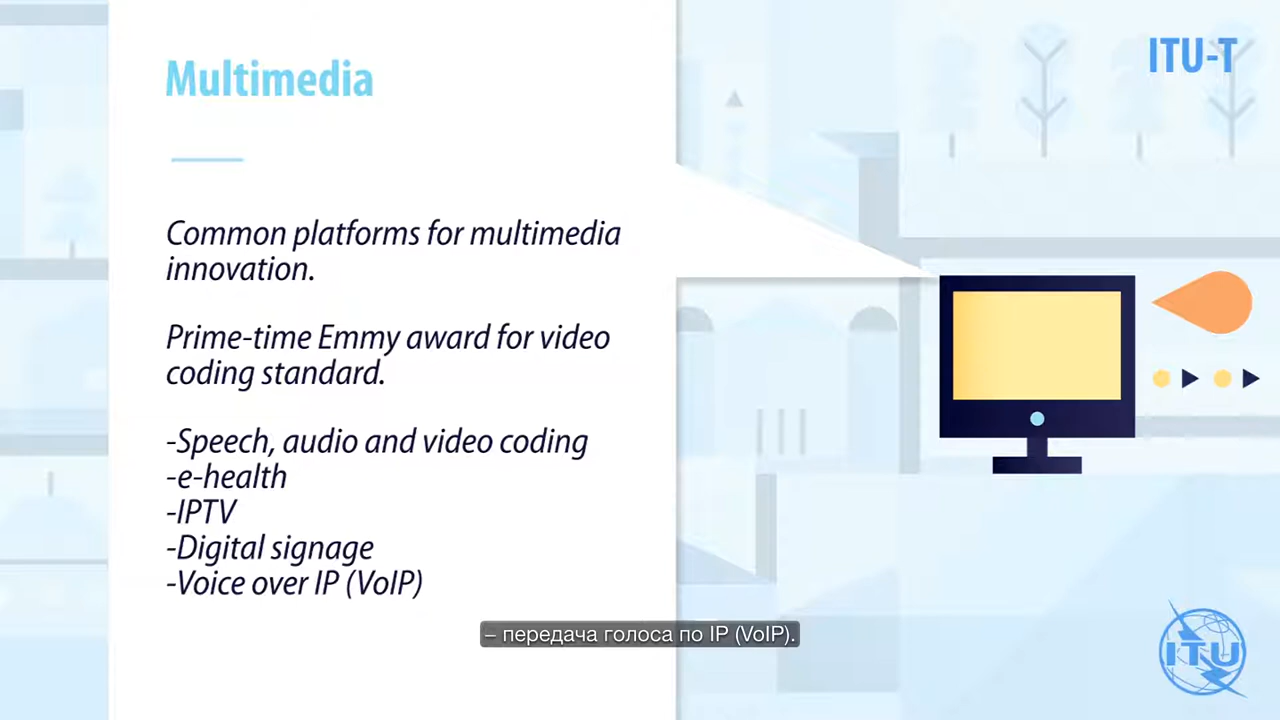 Multimedia
ITU-T
Common platforms for multimedia
innovation.
Prime-time Emmy award for video
coding standard.
-Speech, audio and video coding
-e-health
-IPTV
-Digital signage
-Voice over IP (VoIP)
– передача голоса по IP (VoIP).
ITU